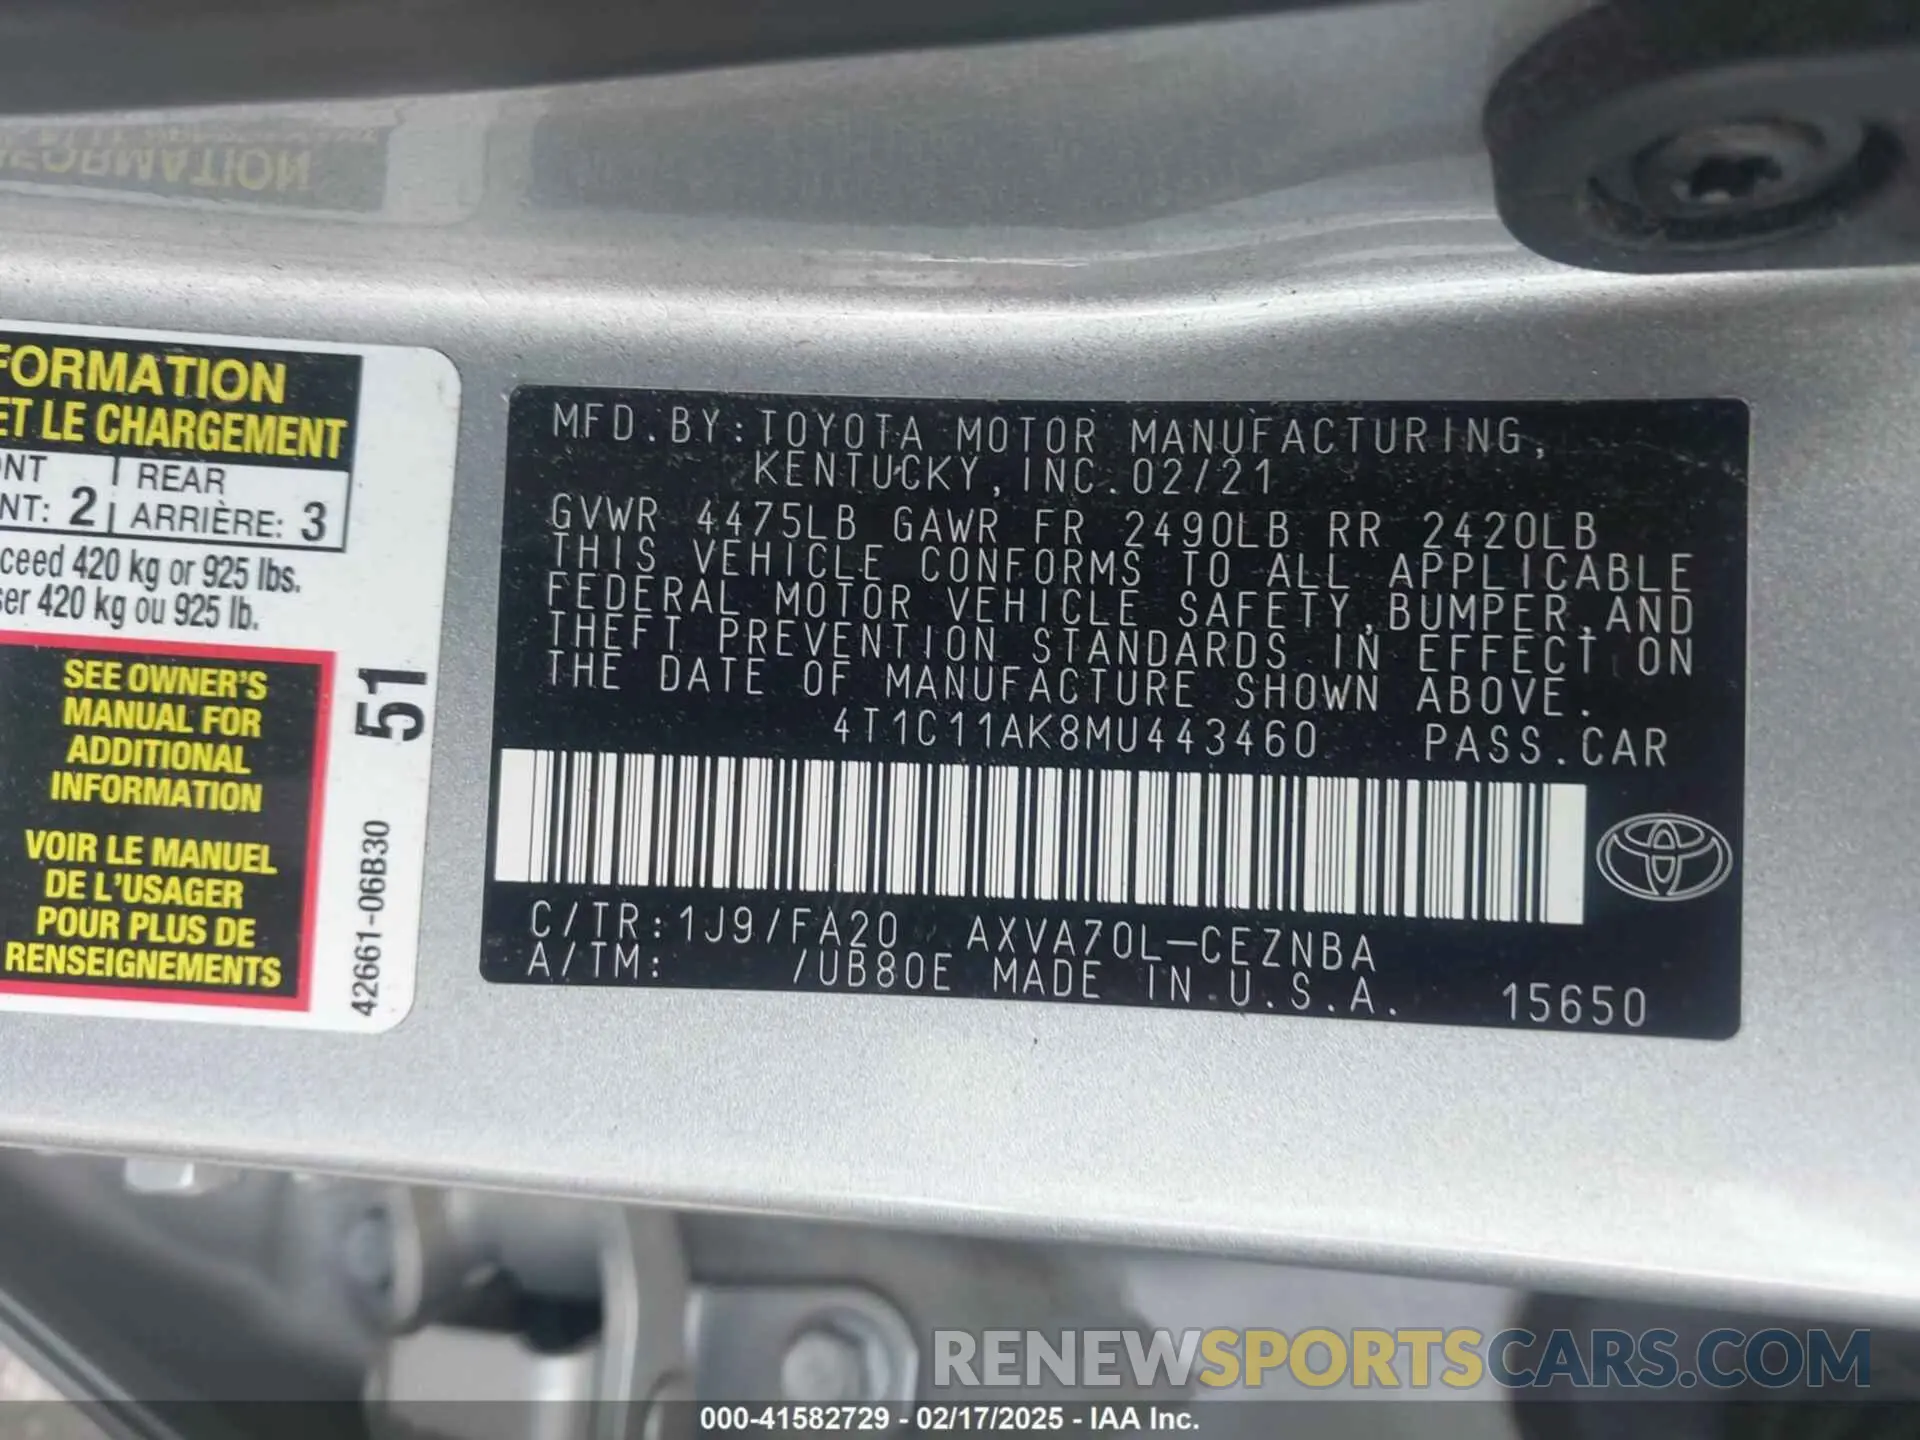 FORMATION
ET LE CHARGEMENT
REAR
NT: 2 ARRIÈRE: 3
ceed 420 kg or 925 lbs.
ser 420 kg ou 925 lb.
SEE OWNER'S
MANUAL FOR
ADDITIONAL
INFORMATION
VOIR LE MANUEL
DE L'USAGER
POUR PLUS DE
RENSEIGNEMENTS
51
42661-06B30
MFD.BY:TOYOTA MOTOR MANUFACTURING,
KENTUCKY,INC.02/21
GVWR 4475LB GAWR FR 2490LB RR 2420LB
THIS VEHICLE CONFORMS TO ALL APPLICABLE
FEDERAL MOTOR VEHICLE SAFETY,BUMPER,AND
THEFT PREVENTION STANDARDS IN EFFECT ON
THE DATE OF MANUFACTURE SHOWN ABOVE.
4T1C11AK8MU443460 PASS.CAR
C/TR:1J9/FA20 AXVA70L-CEZNBA
A/TM: /UB80E MADE IN U.S.A. 15650
RENEWSPORTSCARS.COM
000-41582729 - 02/17/2025 - IAA Inc.